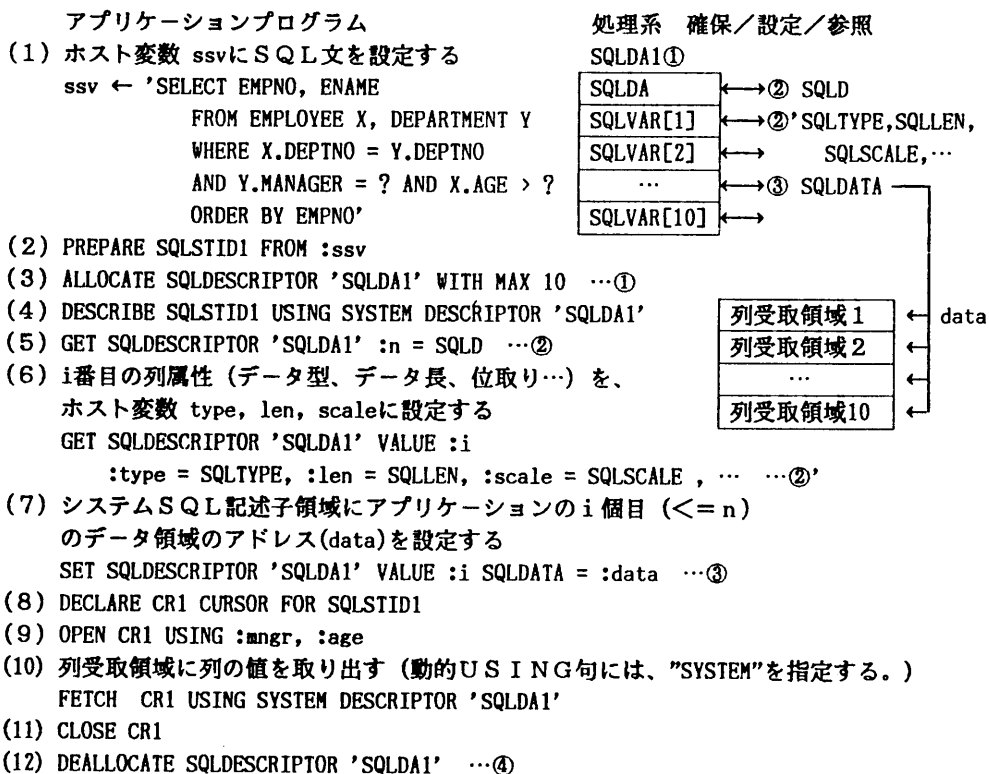 アプリケーションプログラム 処理系 確保／設定／参照
(1) ホスト変数 ssvにＳＱＬ文を設定する SQLDA1①
ssv ← 'SELECT EMPNO, ENAME SQLDA ←→② SQLD
FROM EMPLOYEE X, DEPARTMENT Y SQLVAR[1] ←→②'SQLTYPE,SQLLEN,
WHERE X.DEPTNO = Y.DEPTNO SQLVAR[2] ←→ SQLSCALE,…
AND Y.MANAGER = ? AND X.AGE > ? … ←→③ SQLDATA
ORDER BY EMPNO' SQLVAR[10] ←→
(2) PREPARE SQLSTID1 FROM :ssv
(3) ALLOCATE SQLDESCRIPTOR 'SQLDA1' WITH MAX 10 …①
(4) DESCRIBE SQLSTID1 USING SYSTEM DESCRIPTOR 'SQLDA1' 列受取領域１ ← data
(5) GET SQLDESCRIPTOR 'SQLDA1' :n = SQLD …② 列受取領域２ ←
(6) i番目の列属性（データ型、データ長、位取り…）を、 … ←
ホスト変数 type, len, scaleに設定する 列受取領域10 ←
GET SQLDESCRIPTOR 'SQLDA1' VALUE :i
:type = SQLTYPE, :len = SQLLEN, :scale = SQLSCALE , … …②'
(7) システムＳＱＬ記述子領域にアプリケーションのｉ個目（＜＝ｎ）
のデータ領域のアドレス(data)を設定する
SET SQLDESCRIPTOR 'SQLDA1' VALUE :i SQLDATA = :data …③
(8) DECLARE CR1 CURSOR FOR SQLSTID1
(9) OPEN CR1 USING :mngr, :age
(10) 列受取領域に列の値を取り出す（動的ＵＳＩＮＧ句には、"SYSTEM"を指定する。）
FETCH CR1 USING SYSTEM DESCRIPTOR 'SQLDA1'
(11) CLOSE CR1
(12) DEALLOCATE SQLDESCRIPTOR 'SQLDA1' …④